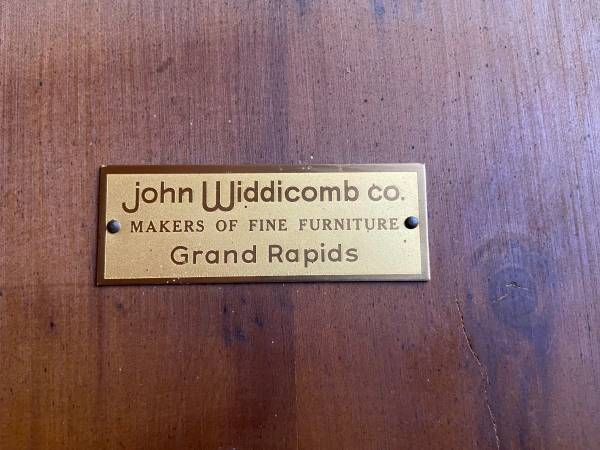 john Widdicomb co.
MAKERS OF FINE FURNITURE
Grand Rapids